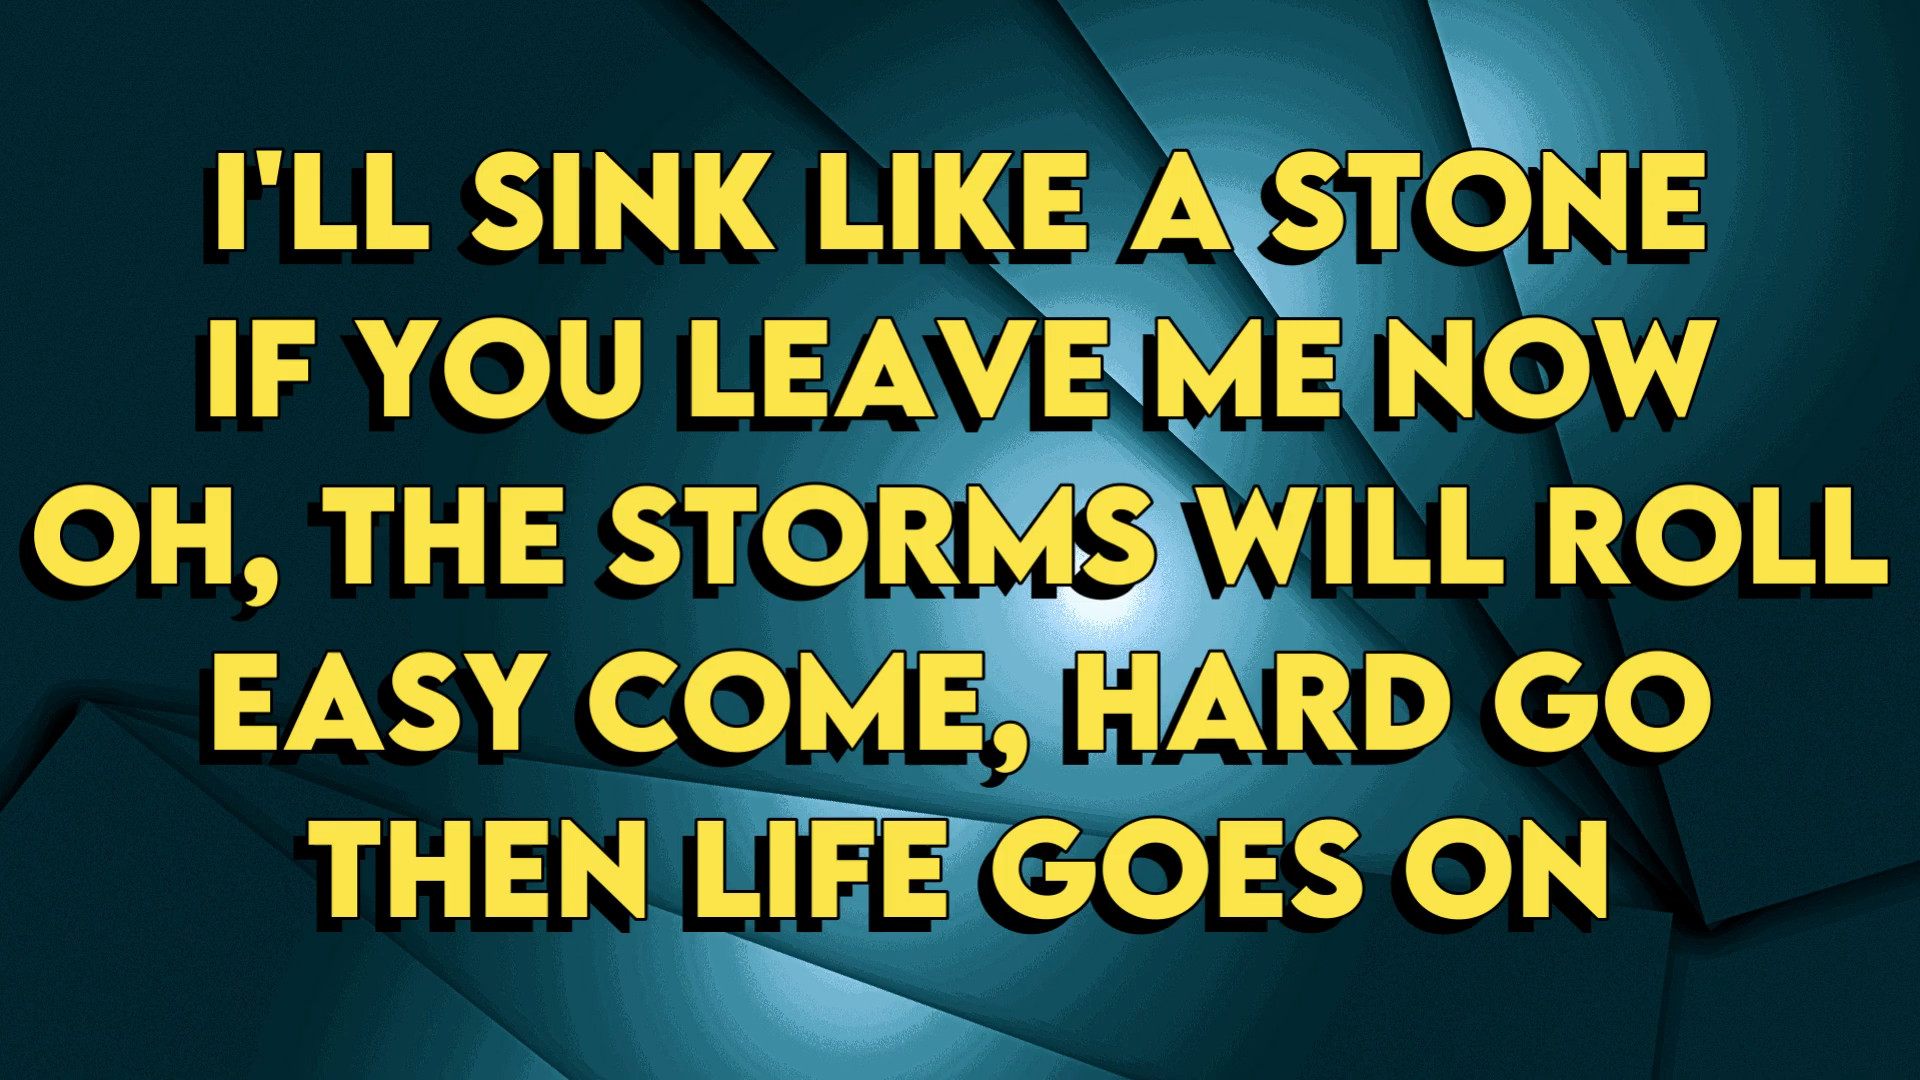 I'LL SINK LIKE A STONE
IF YOU LEAVE ME NOW
OH, THE STORMS WILL ROLL
EASY COME, HARD GO
THEN LIFE GOES ON